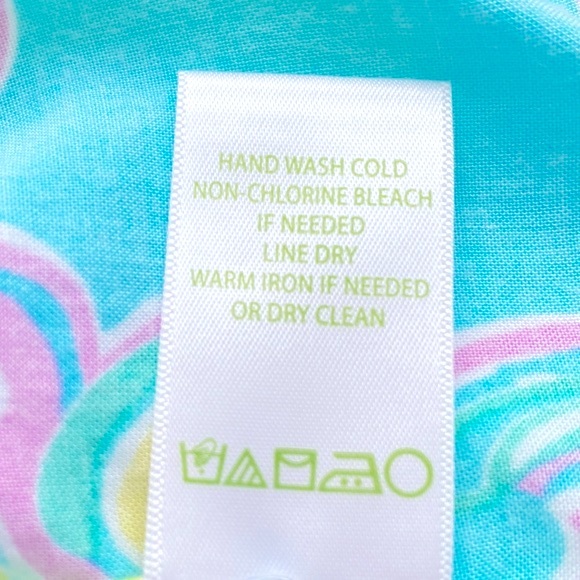 HAND WASH COLD
NON-CHLORINE BLEACH
IF NEEDED
LINE DRY
WARM IRON IF NEEDED
OR DRY CLEAN